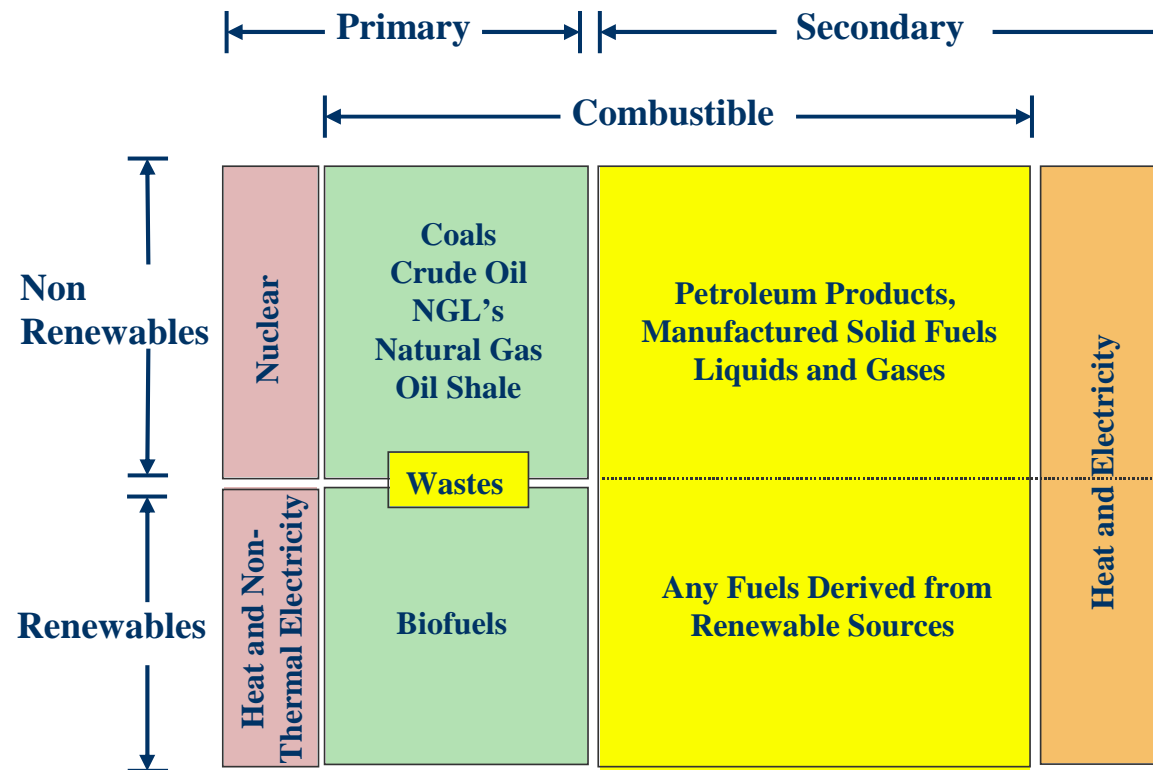 Primary
Secondary
Combustible
Non
Renewables
Nuclear
Coals
Crude Oil
NGL’s
Natural Gas
Oil Shale
Petroleum Products,
Manufactured Solid Fuels
Liquids and Gases
Heat and Electricity
Wastes
Renewables
Heat and Non-
Thermal Electricity
Biofuels
Any Fuels Derived from
Renewable Sources